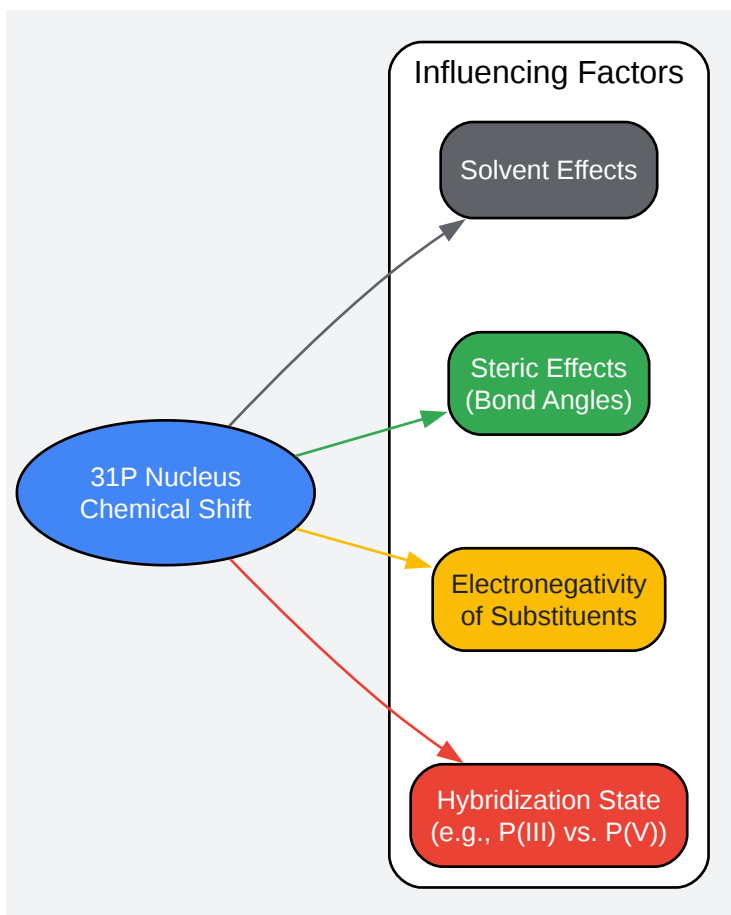 Influencing Factors
Solvent Effects
Steric Effects
(Bond Angles)
31P Nucleus
Chemical Shift
Electronegativity
of Substituents
Hybridization State
(e.g., P(III) vs. P(V))